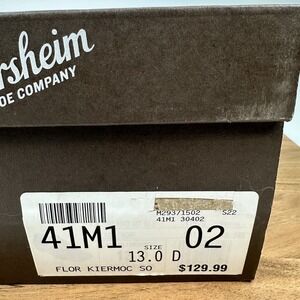 rsheim
OE COMPANY
M29371502 S22
41M1 30402
41M1 SIZE 13.0 D 02
FLOR KIERMOC SO $129.99